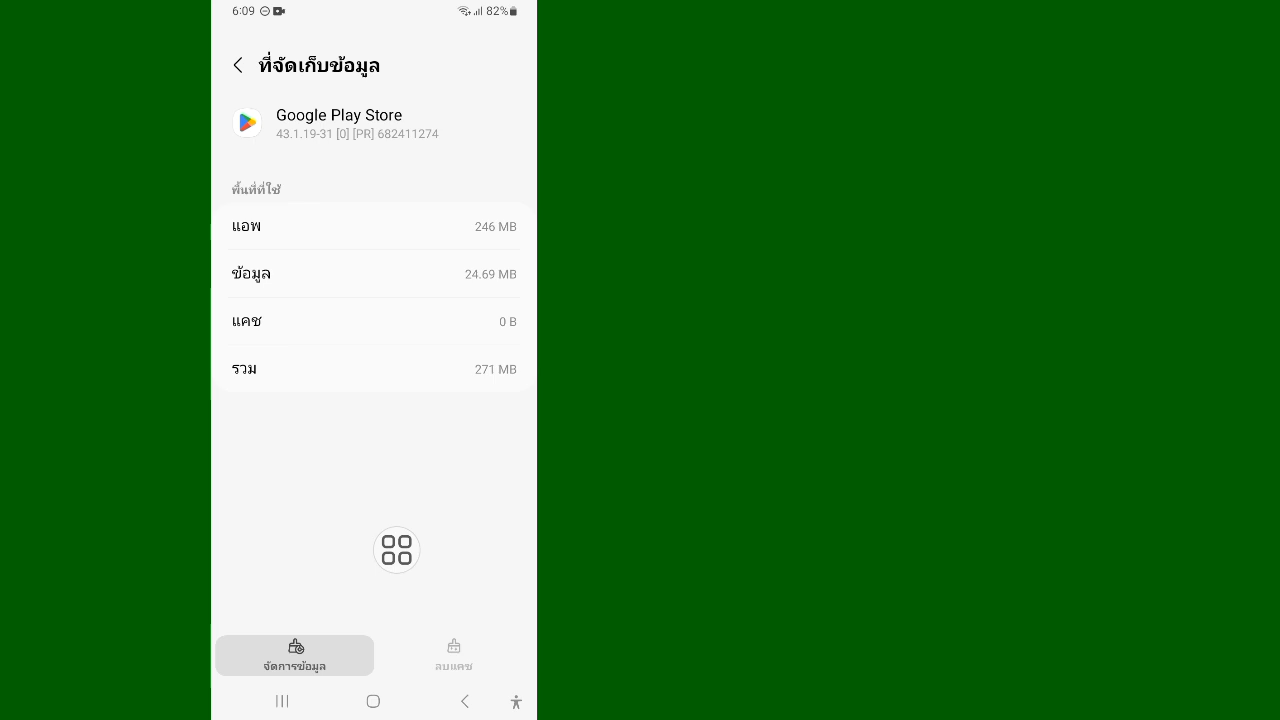 6:09
82%
ที่จัดเก็บข้อมูล
Google Play Store
43.1.19-31 [0] [PR] 682411274
พื้นที่ที่ใช้
แอพ 246 MB
ข้อมูล 24.69 MB
แคช 0 B
รวม 271 MB
จัดการข้อมูล
ลบแคช